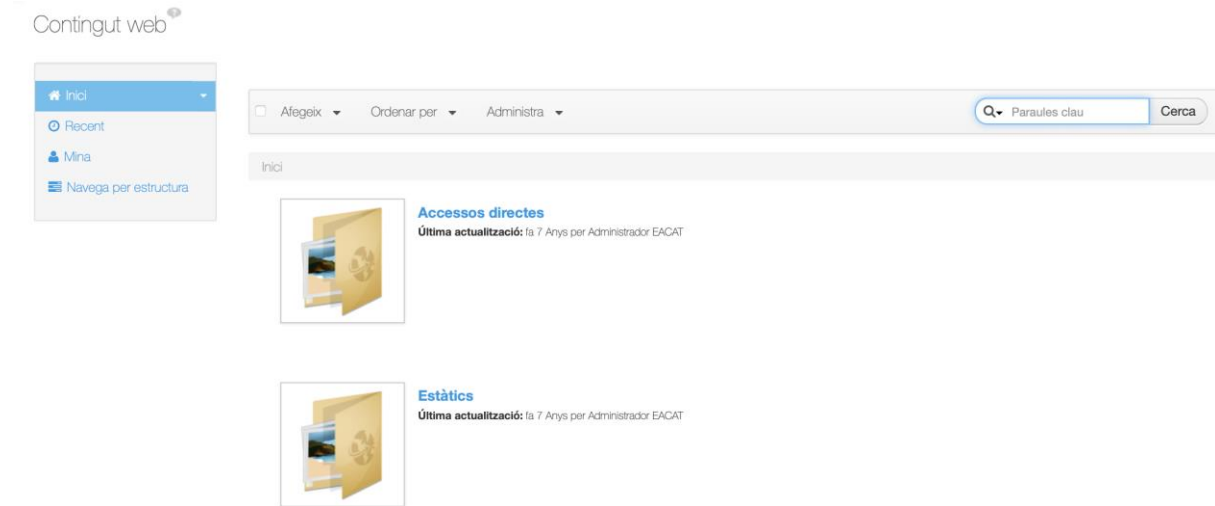 Contingut web
Inici
Recent
Mina
Navega per estructura
Afegeix
Ordenar per
Administra
Paraules clau
Cerca
Inici
Accessos directes
Última actualització: fa 7 Anys per Administrador EACAT
Estàtics
Última actualització: fa 7 Anys per Administrador EACAT